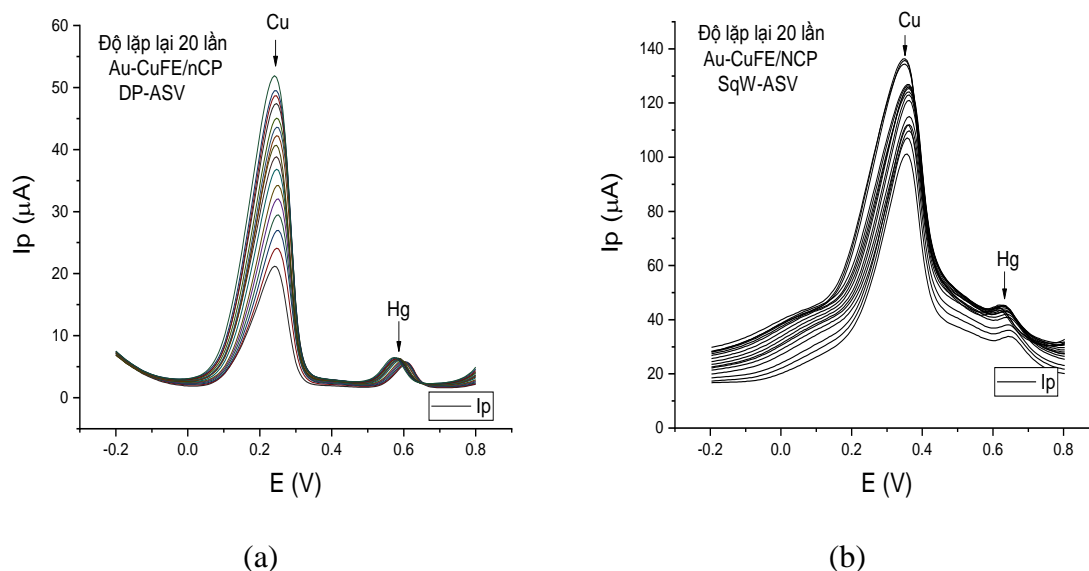 Độ lặp lại 20 lần
Au-CuFE/nCP
DP-ASV
Cu
Hg
Ip (µA)
60
50
40
30
20
10
0
-0.2
0.0
0.2
0.4
0.6
0.8
E (V)
Ip
(a)
Độ lặp lại 20 lần
Au-CuFE/NCP
SqW-ASV
Cu
Hg
Ip (µA)
140
120
100
80
60
40
20
0
-0.2
0.0
0.2
0.4
0.6
0.8
E (V)
Ip
(b)